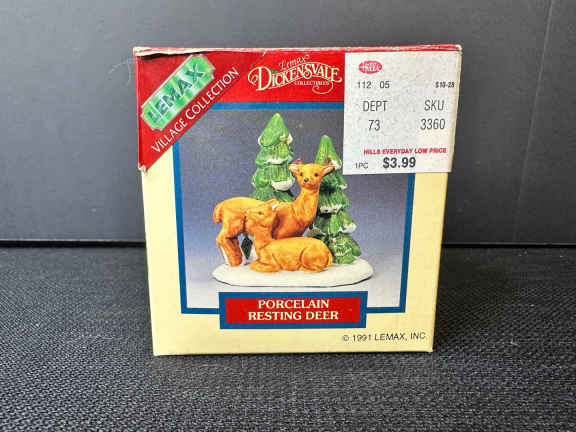 LEMAX
VILLAGE COLLECTION
Lemax
DICKENSVALE
COLLECTIBLES
HILLS
112 05 $10-28
DEPT SKU
73 3360
HILLS EVERYDAY LOW PRICE
1PC $3.99
PORCELAIN
RESTING DEER
© 1991 LEMAX, INC.